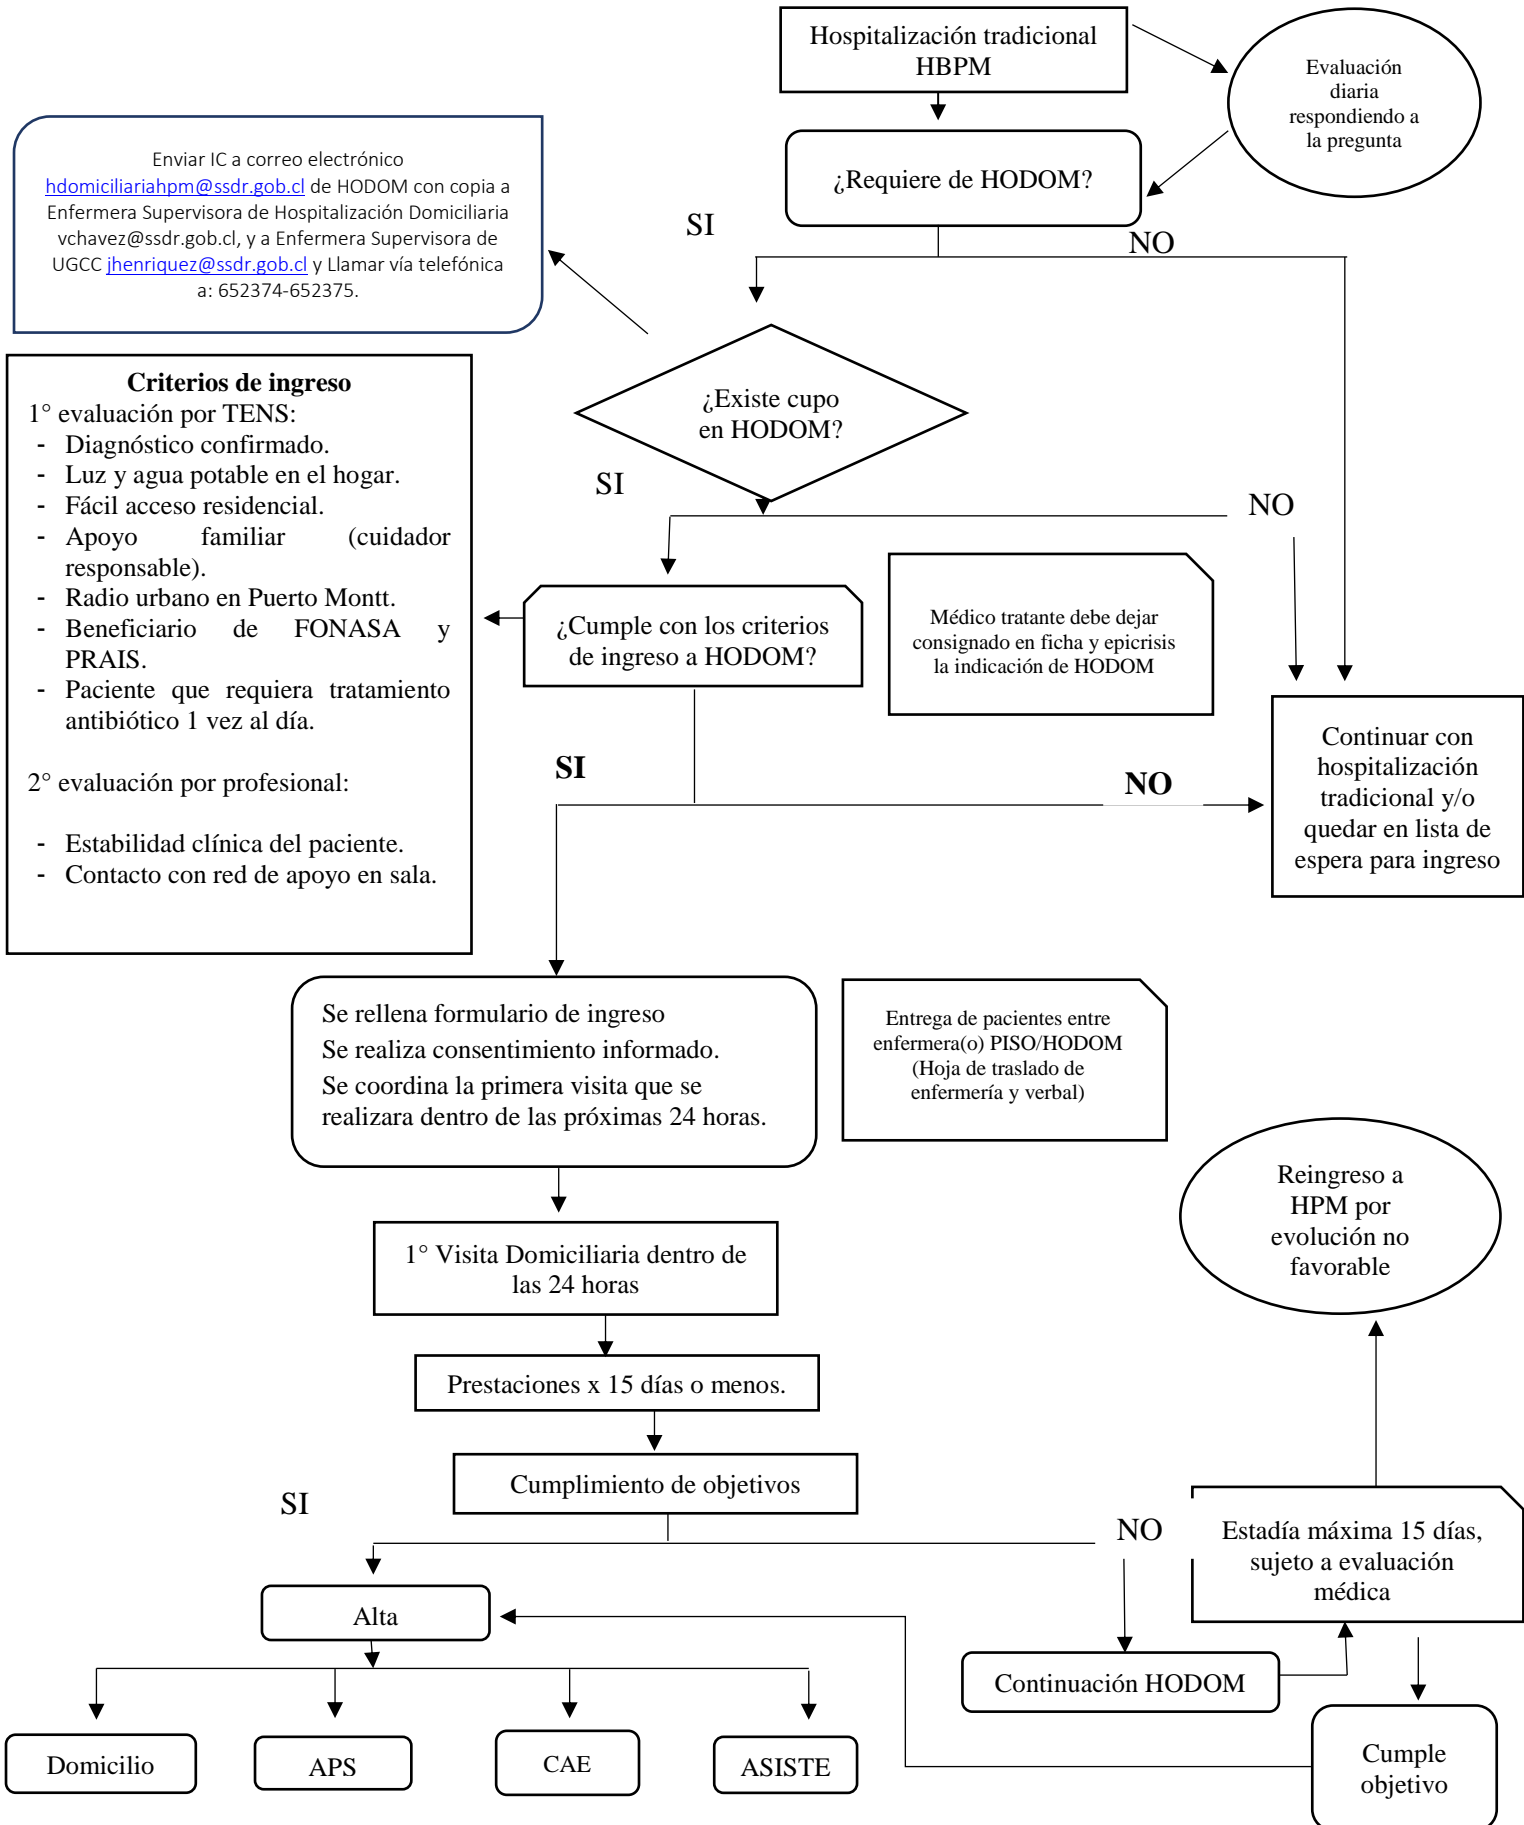 Hospitalización tradicional
HBPM
Evaluación
diaria
respondiendo a
la pregunta
Enviar IC a correo electrónico
hdomiciliariahpm@ssdr.gob.cl de HODOM con copia a
Enfermera Supervisora de Hospitalización Domiciliaria
vchavez@ssdr.gob.cl, y a Enfermera Supervisora de
UGCC jhenriquez@ssdr.gob.cl y Llamar vía telefónica
a: 652374-652375.
¿Requiere de HODOM?
SI
NO
¿Existe cupo
en HODOM?
SI
NO
Criterios de ingreso
1° evaluación por TENS:
- Diagnóstico confirmado.
- Luz y agua potable en el hogar.
- Fácil acceso residencial.
- Apoyo familiar (cuidador
responsable).
- Radio urbano en Puerto Montt.
- Beneficiario de FONASA y
PRAIS.
- Paciente que requiera tratamiento
antibiótico 1 vez al día.
2° evaluación por profesional:
- Estabilidad clínica del paciente.
- Contacto con red de apoyo en sala.
¿Cumple con los criterios
de ingreso a HODOM?
Médico tratante debe dejar
consignado en ficha y epicrisis
la indicación de HODOM
SI
NO
Continuar con
hospitalización
tradicional y/o
quedar en lista de
espera para ingreso
Se rellena formulario de ingreso
Se realiza consentimiento informado.
Se coordina la primera visita que se
realizara dentro de las próximas 24 horas.
Entrega de pacientes entre
enfermera(o) PISO/HODOM
(Hoja de traslado de
enfermería y verbal)
Reingreso a
HPM por
evolución no
favorable
1° Visita Domiciliaria dentro de
las 24 horas
Prestaciones x 15 días o menos.
Cumplimiento de objetivos
SI
NO
Estadía máxima 15 días,
sujeto a evaluación
médica
Alta
Continuación HODOM
Domicilio
APS
CAE
ASISTE
Cumple
objetivo